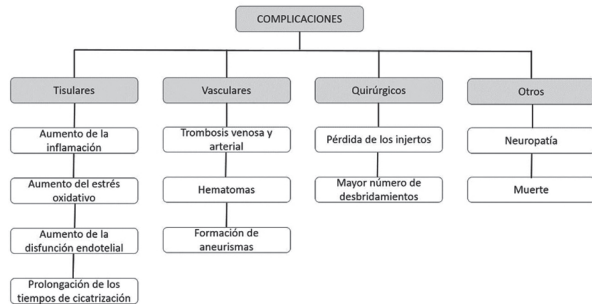 COMPLICACIONES
Tisulares
Vasculares
Quirúrgicos
Otros
Aumento de la
inflamación
Trombosis venosa y
arterial
Pérdida de los injertos
Neuropatía
Aumento del estrés
oxidativo
Hematomas
Mayor número de
desbridamientos
Muerte
Aumento de
la disfunción endotelial
Formación de
aneurismas
Prolongación de los
tiempos de cicatrización